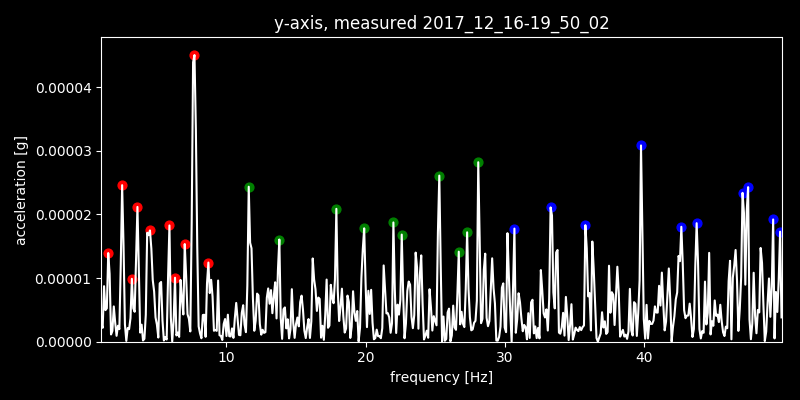 y-axis, measured 2017_12_16-19_50_02
0.00004
0.00003
0.00002
0.00001
0.00000
acceleration [g]
10 20 30 40
frequency [Hz]